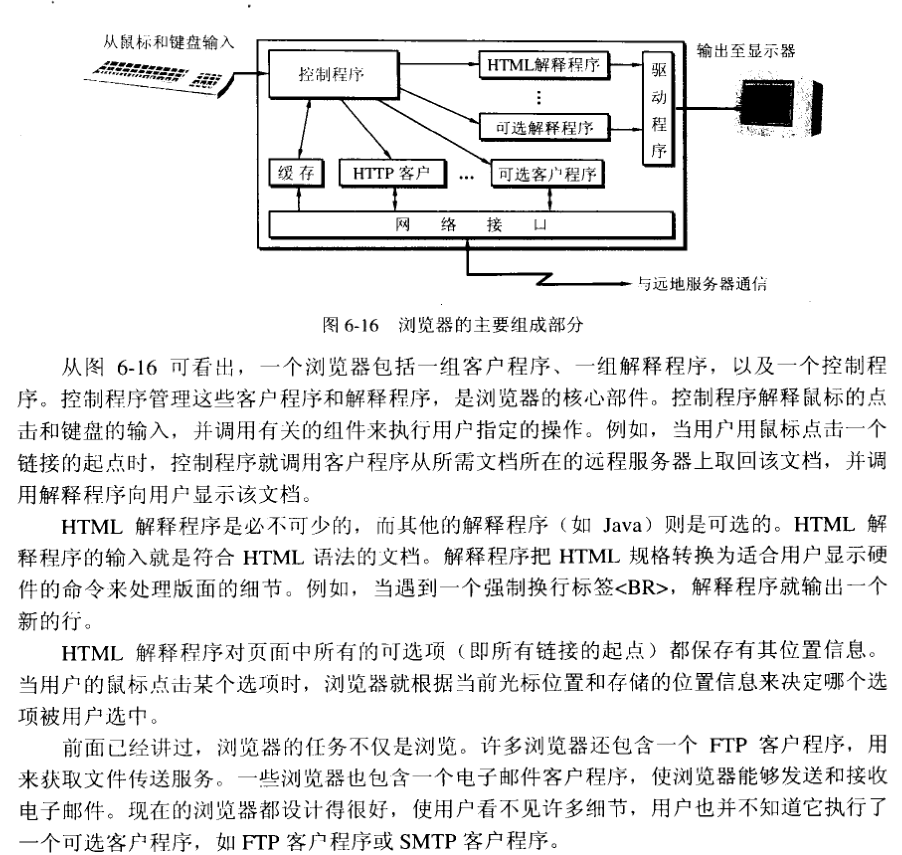 从鼠标和键盘输入
输出至显示器
控制程序
HTML解释程序
驱动程序
可选解释程序
缓存
HTTP 客户
可选客户程序
网络接口
与远地服务器通信
图 6-16 浏览器的主要组成部分
从图 6-16 可看出，一个浏览器包括一组客户程序、一组解释程序，以及一个控制程
序。控制程序管理这些客户程序和解释程序，是浏览器的核心部件。控制程序解释鼠标的点
击和键盘的输入，并调用有关的组件来执行用户指定的操作。例如，当用户用鼠标点击一个
链接的起点时，控制程序就调用客户程序从所需文档所在的远程服务器上取回该文档，并调
用解释程序向用户显示该文档。
HTML 解释程序是必不可少的，而其他的解释程序（如 Java）则是可选的。HTML 解
释程序的输入就是符合 HTML 语法的文档。解释程序把 HTML 规格转换为适合用户显示硬
件的命令来处理版面的细节。例如，当遇到一个强制换行标签<BR>，解释程序就输出一个
新的行。
HTML 解释程序对页面中所有的可选项（即所有链接的起点）都保存有其位置信息。
当用户的鼠标点击某个选项时，浏览器就根据当前光标位置和存储的位置信息来决定哪个选
项被用户选中。
前面已经讲过，浏览器的任务不仅是浏览。许多浏览器还包含一个 FTP 客户程序，用
来获取文件传送服务。一些浏览器也包含一个电子邮件客户程序，使浏览器能够发送和接收
电子邮件。现在的浏览器都设计得很好，使用户看不见许多细节，用户也并不知道它执行了
一个可选客户程序，如 FTP 客户程序或 SMTP 客户程序。